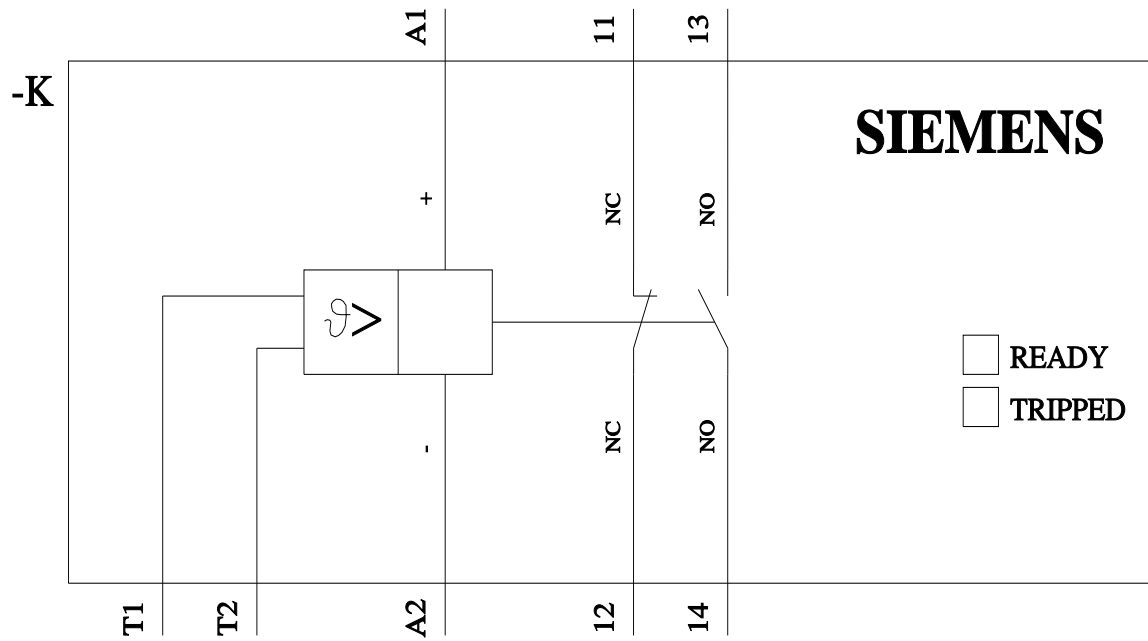 A1
11
13
-K
SIEMENS
+
NC
NO
ϑ>
READY
TRIPPED
-
NC
NO
T1
T2
A2
12
14